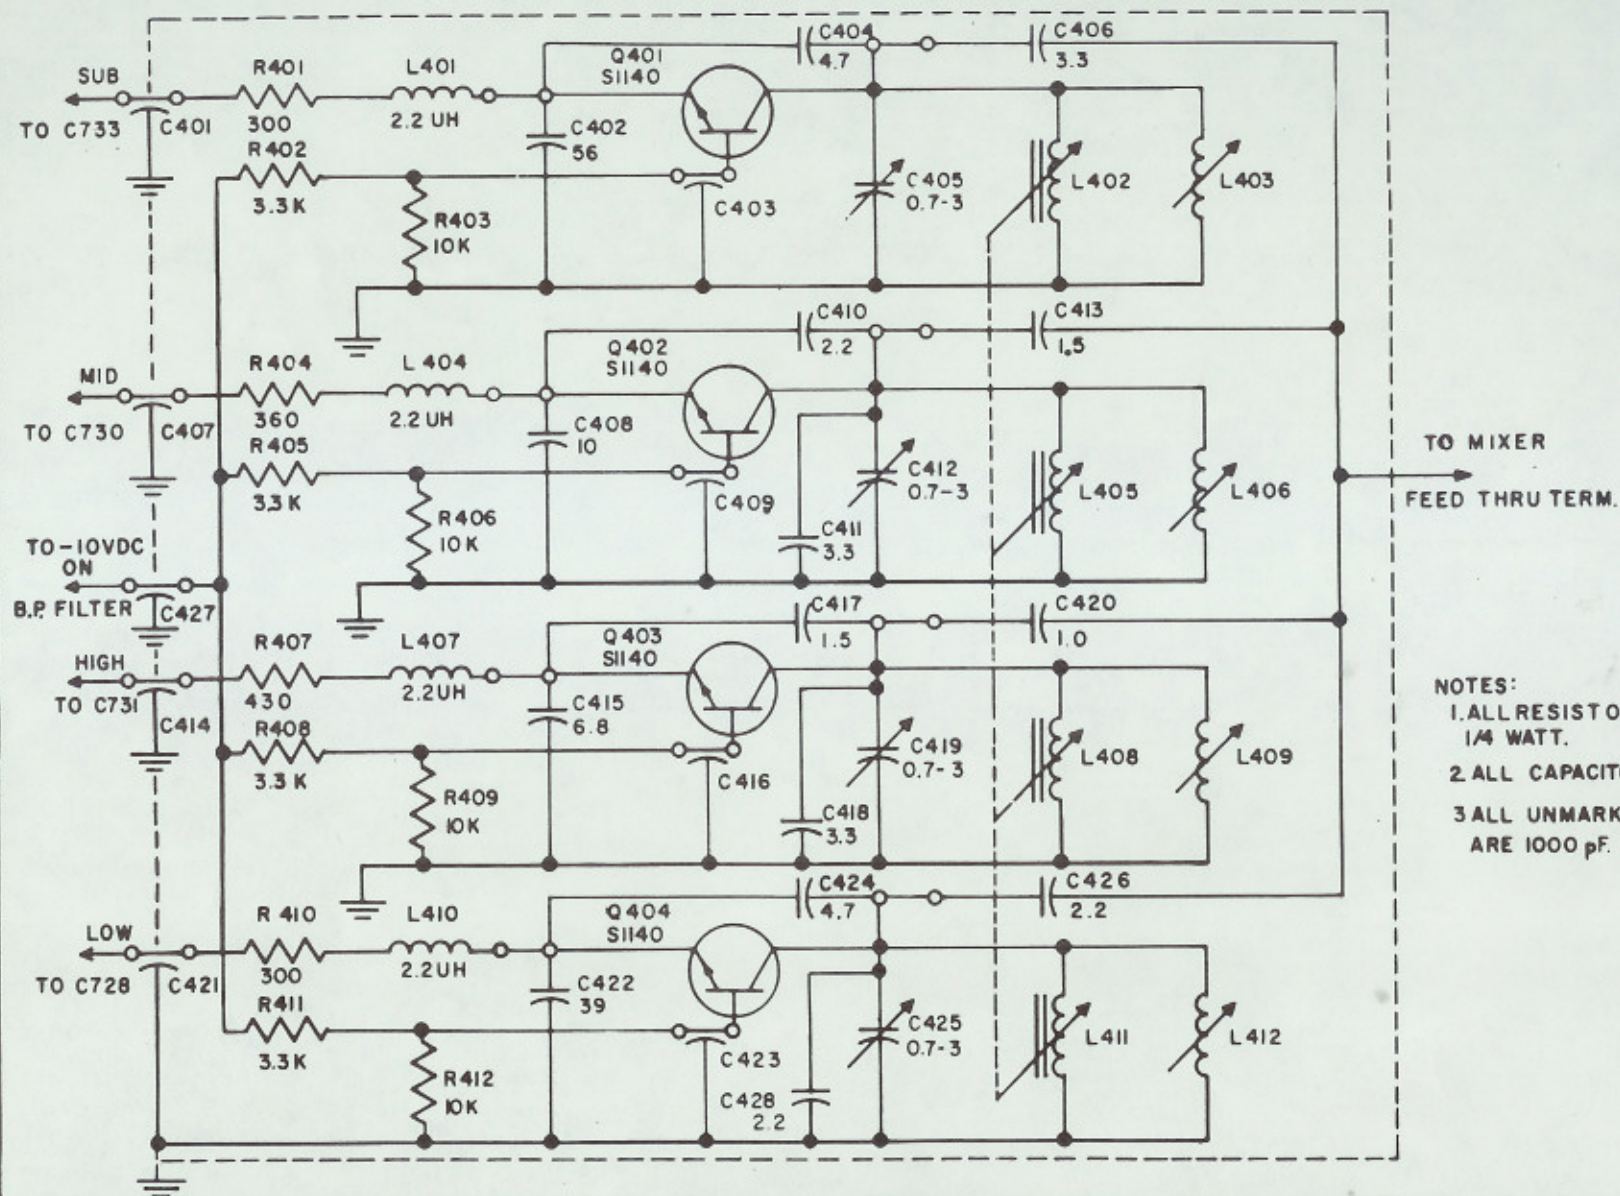 C404
4.7
C406
3.3
Q401
S1140
SUB
R401
L401
TO C733
C401
300
2.2 UH
C402
56
R402
3.3 K
R403
10K
C403
C405
0.7-3
L402
L403
C410
2.2
C413
1.5
Q402
S1140
MID
R404
L 404
TO C730
C407
360
2.2 UH
C408
10
R405
3.3 K
R406
10 K
C409
C412
0.7-3
C411
3.3
L405
L406
TO MIXER
FEED THRU TERM.
TO-10VDC
ON
B.P. FILTER
C427
C417
1.5
C420
1.0
Q403
S1140
HIGH
R407
L407
TO C731
C414
430
2.2UH
C415
6.8
R408
3.3 K
R409
10K
C416
C419
0.7-3
C418
3.3
L408
L409
NOTES:
1. ALL RESISTO
1/4 WATT.
2 ALL CAPACIT
3 ALL UNMARK
ARE 1000 pF.
C424
4.7
C426
2.2
Q404
S1140
LOW
R 410
L410
TO C728
C421
300
2.2UH
C422
39
R411
3.3K
R412
10K
C423
C425
0.7-3
C428
2.2
L411
L412